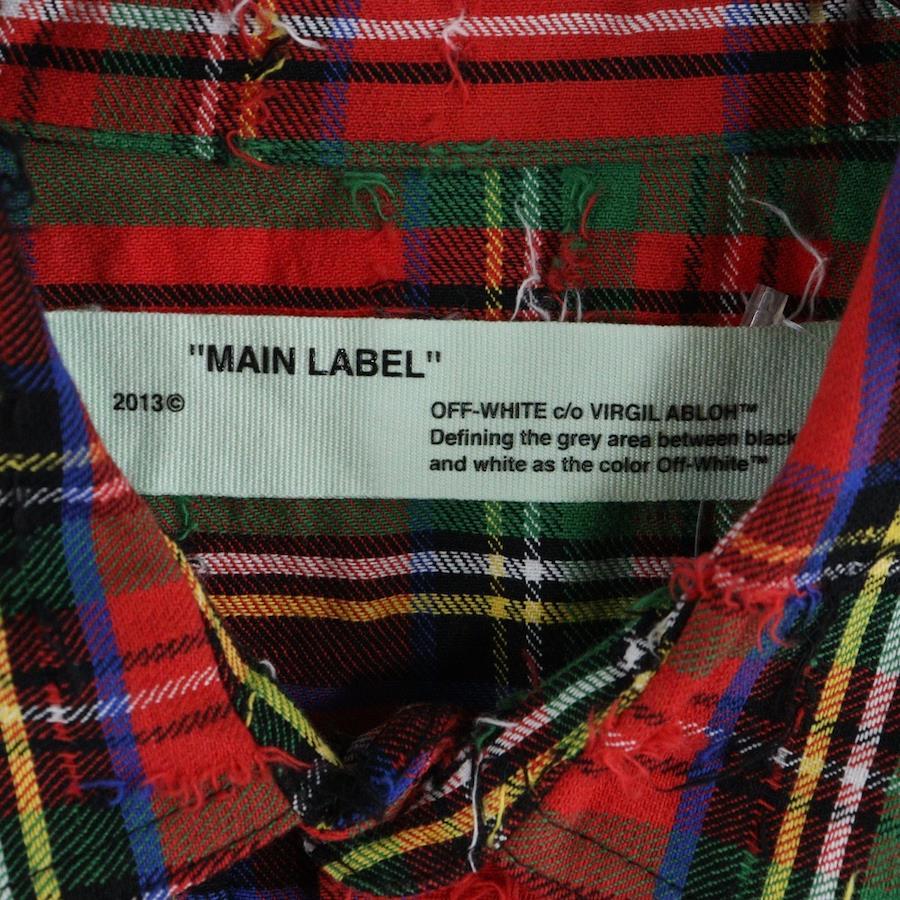 "MAIN LABEL"
2013©
OFF-WHITE c/o VIRGIL ABLOH™
Defining the grey area between black
and white as the color Off-White™